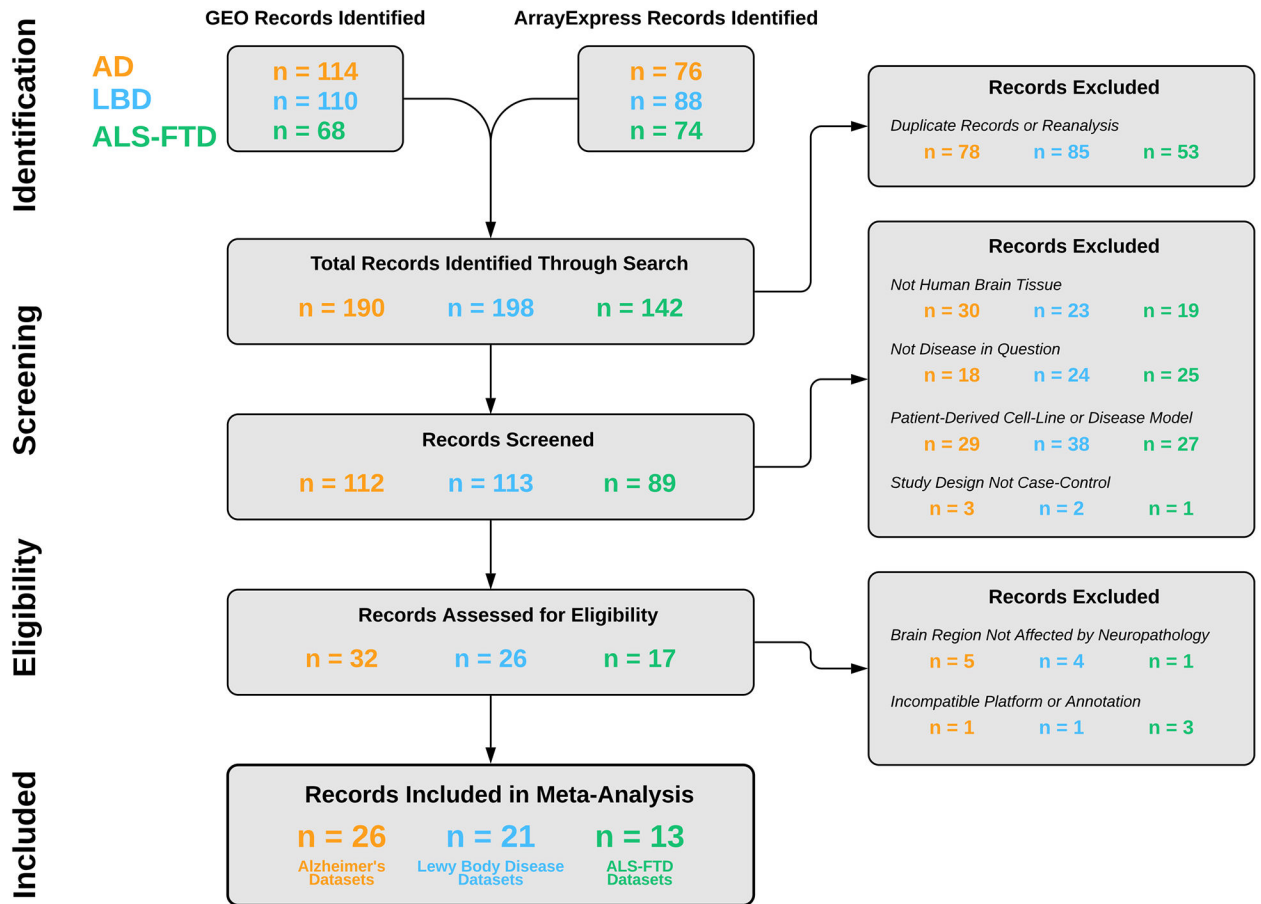 GEO Records Identified
ArrayExpress Records Identified
Identification
AD
LBD
ALS-FTD
n = 114
n = 110
n = 68
n = 76
n = 88
n = 74
Records Excluded
Duplicate Records or Reanalysis
n = 78 n = 85 n = 53
Total Records Identified Through Search
n = 190 n = 198 n = 142
Records Excluded
Not Human Brain Tissue
n = 30 n = 23 n = 19
Not Disease in Question
n = 18 n = 24 n = 25
Patient-Derived Cell-Line or Disease Model
n = 29 n = 38 n = 27
Study Design Not Case-Control
n = 3 n = 2 n = 1
Screening
Records Screened
n = 112 n = 113 n = 89
Eligibility
Records Assessed for Eligibility
n = 32 n = 26 n = 17
Records Excluded
Brain Region Not Affected by Neuropathology
n = 5 n = 4 n = 1
Incompatible Platform or Annotation
n = 1 n = 1 n = 3
Included
Records Included in Meta-Analysis
n = 26 n = 21 n = 13
Alzheimer's Lewy Body Disease ALS-FTD
Datasets Datasets Datasets